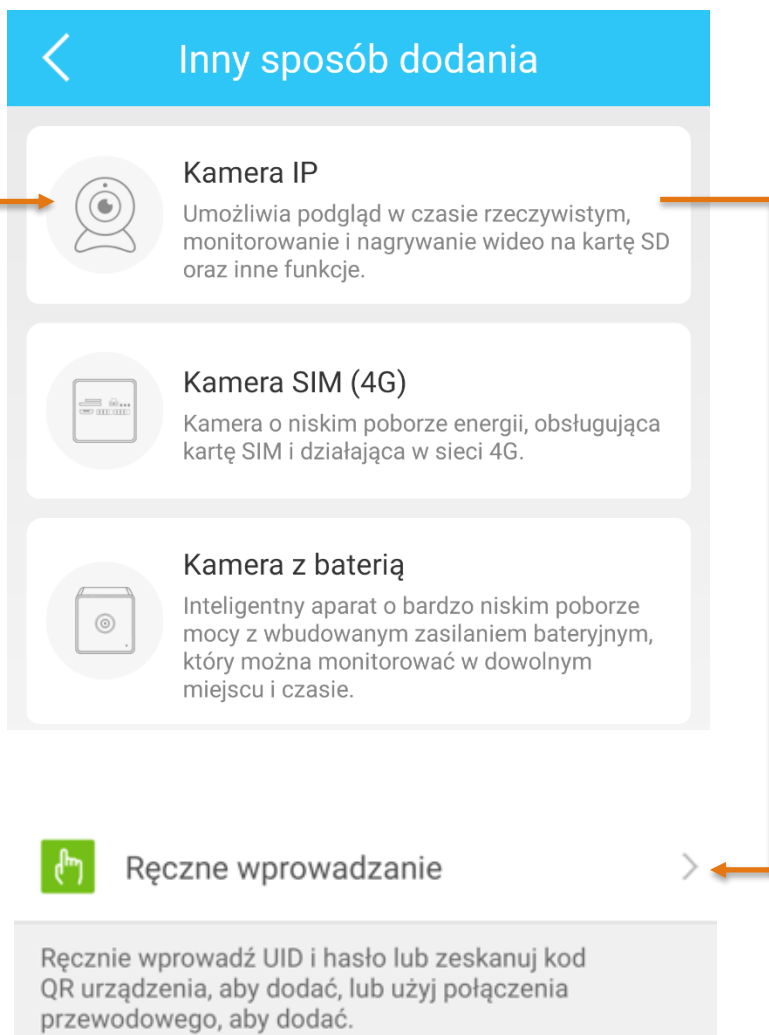 Inny sposób dodania
Kamera IP
Umożliwia podgląd w czasie rzeczywistym,
monitorowanie i nagrywanie wideo na kartę SD
oraz inne funkcje.
Kamera SIM (4G)
Kamera o niskim poborze energii, obsługująca
kartę SIM i działająca w sieci 4G.
Kamera z baterią
Inteligentny aparat o bardzo niskim poborze
mocy z wbudowanym zasilaniem bateryjnym,
który można monitorować w dowolnym
miejscu i czasie.
Ręczne wprowadzanie
Ręcznie wprowadź UID i hasło lub zeskanuj kod
QR urządzenia, aby dodać, lub użyj połączenia
przewodowego, aby dodać.